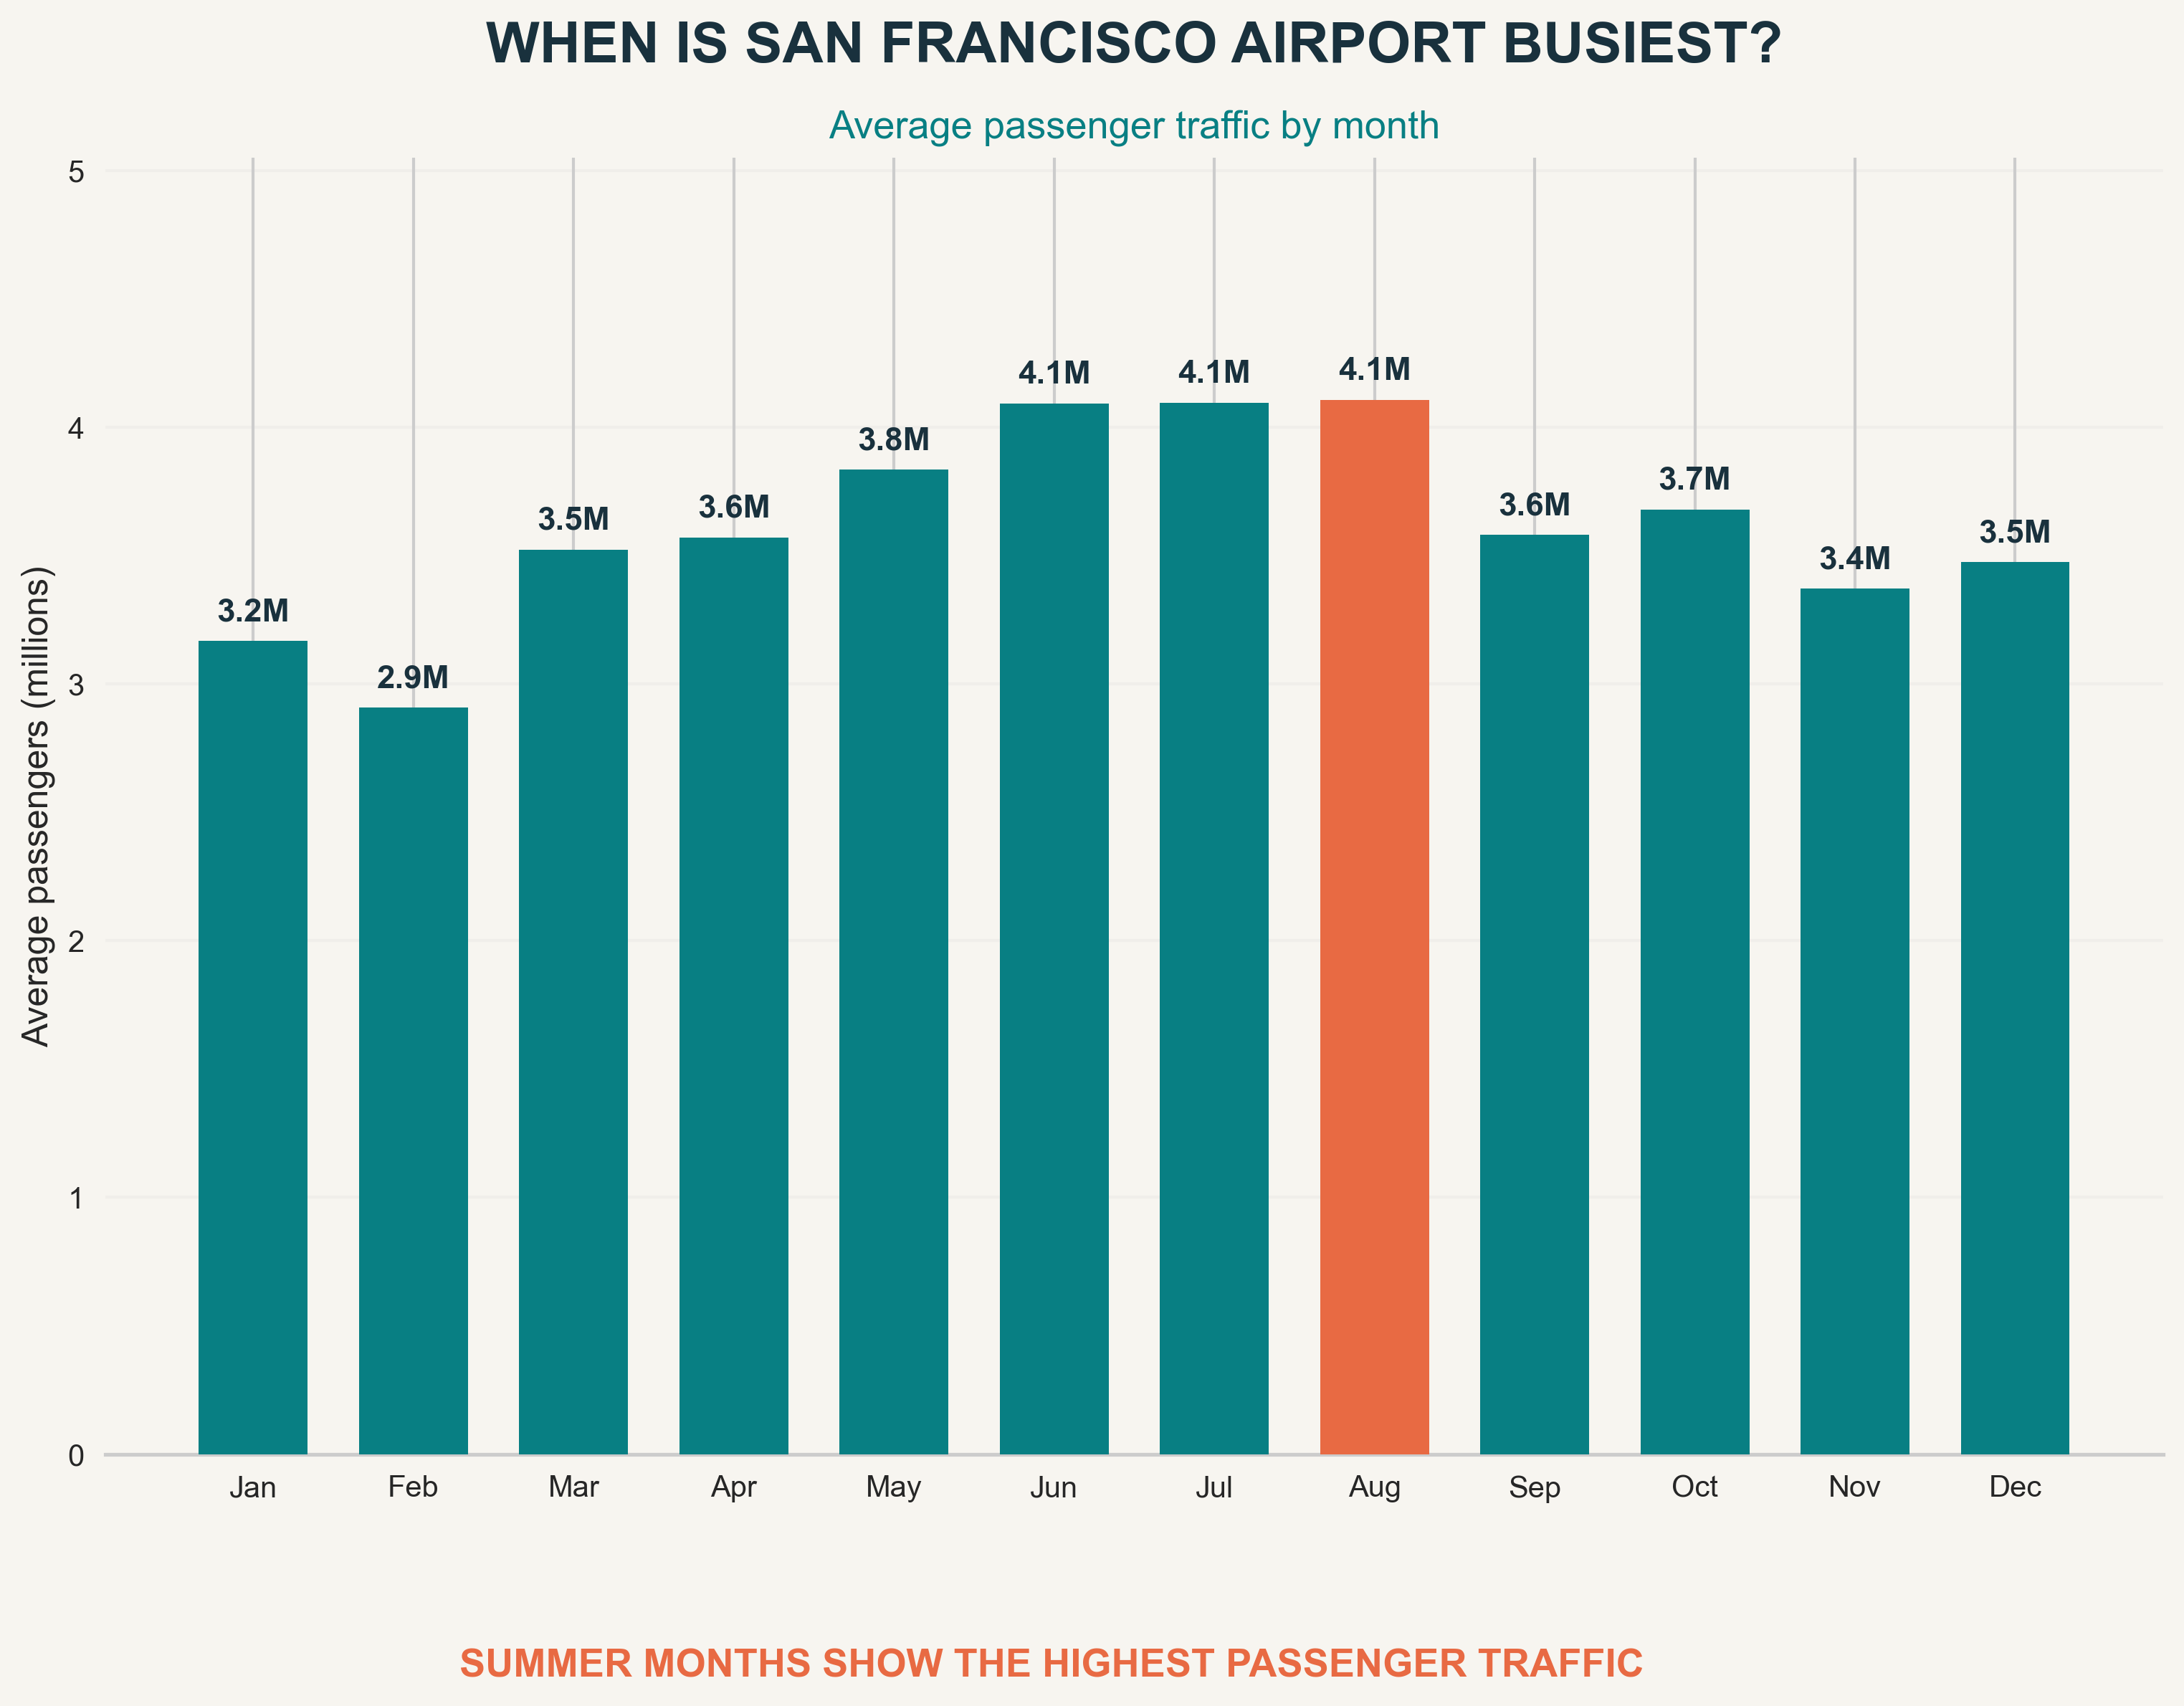 WHEN IS SAN FRANCISCO AIRPORT BUSIEST?
Average passenger traffic by month
Average passengers (millions)
5
4
3
2
1
0
3.2M
2.9M
3.5M
3.6M
3.8M
4.1M
4.1M
4.1M
3.6M
3.7M
3.4M
3.5M
Jan
Feb
Mar
Apr
May
Jun
Jul
Aug
Sep
Oct
Nov
Dec
SUMMER MONTHS SHOW THE HIGHEST PASSENGER TRAFFIC